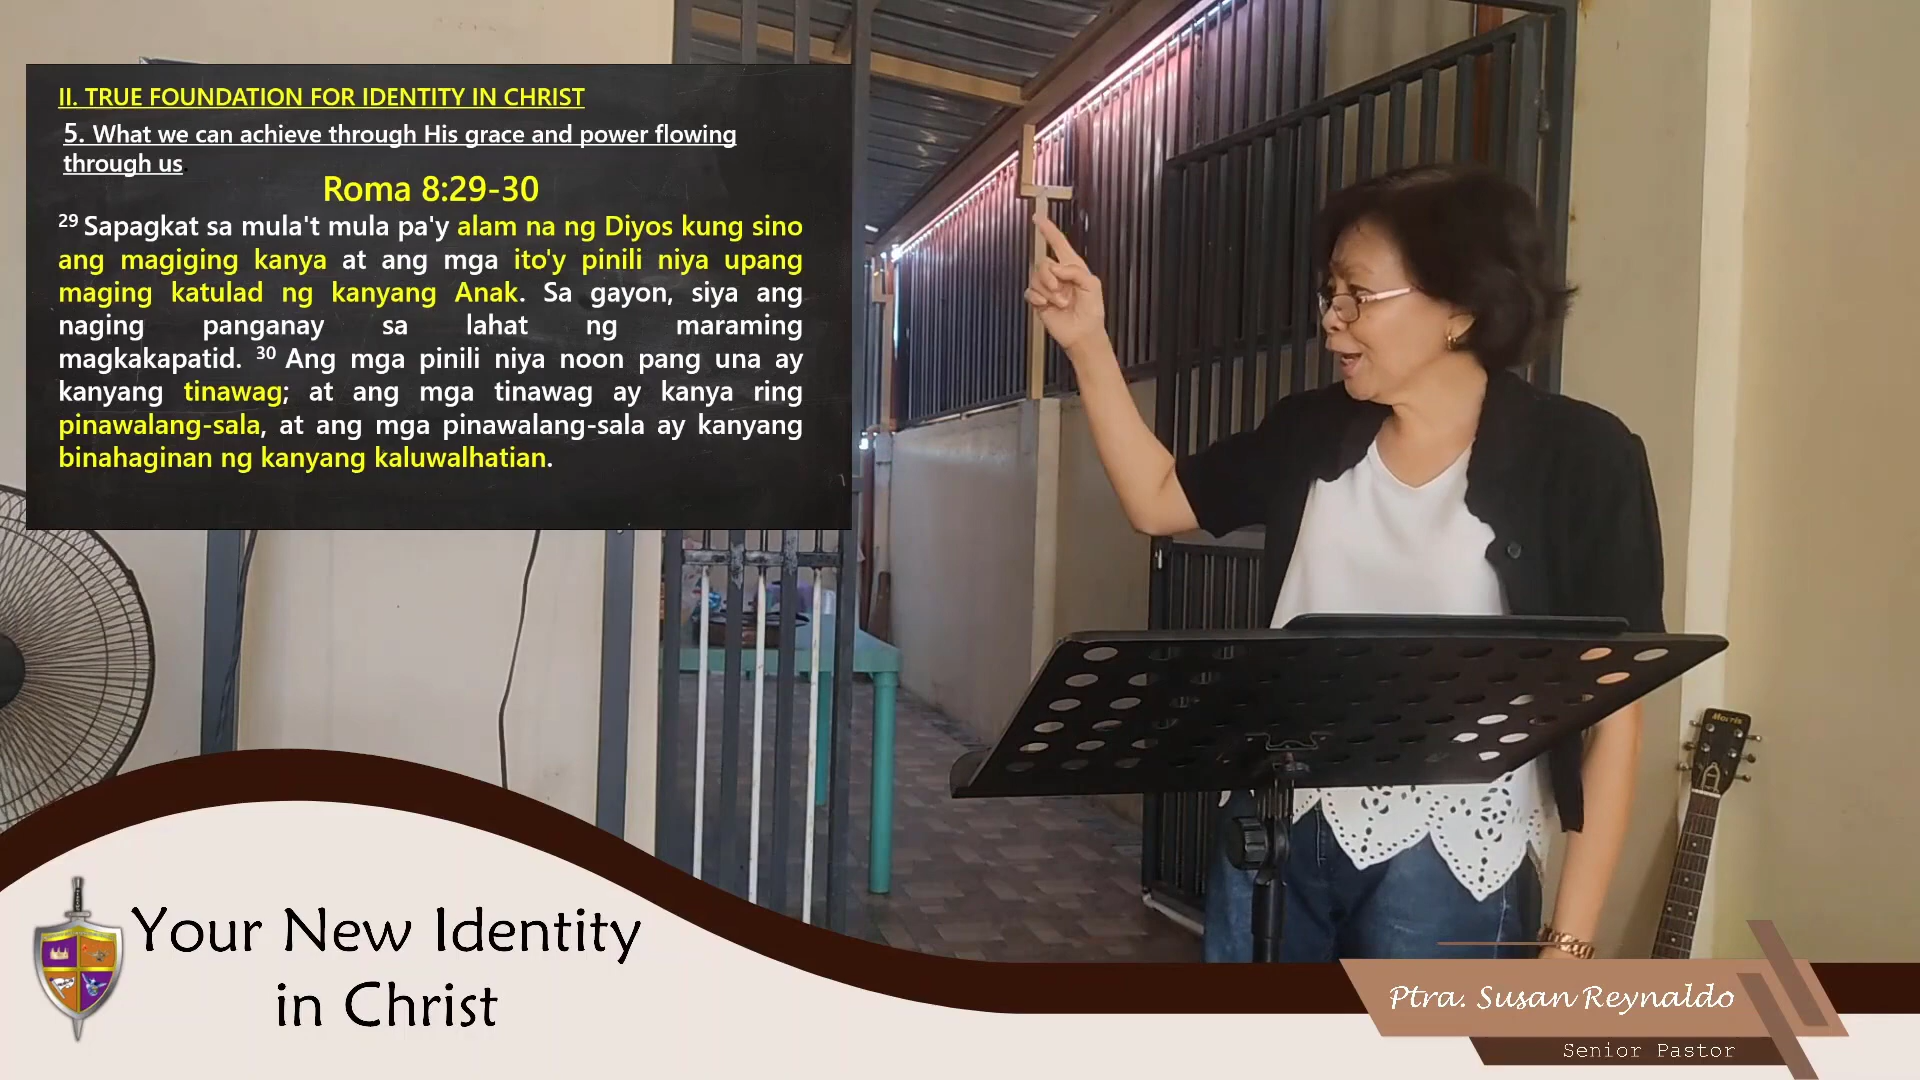 II. TRUE FOUNDATION FOR IDENTITY IN CHRIST
5. What we can achieve through His grace and power flowing
through us.
Roma 8:29-30
29 Sapagkat sa mula't mula pa'y alam na ng Diyos kung sino
ang magiging kanya at ang mga ito'y pinili niya upang
maging katulad ng kanyang Anak. Sa gayon, siya ang
naging panganay sa lahat ng maraming
magkakapatid. 30 Ang mga pinili niya noon pang una ay
kanyang tinawag; at ang mga tinawag ay kanya ring
pinawalang-sala, at ang mga pinawalang-sala ay kanyang
binahaginan ng kanyang kaluwalhatian.
Morris
Your New Identity
in Christ
Ptra. Susan Reynaldo
Senior Pastor